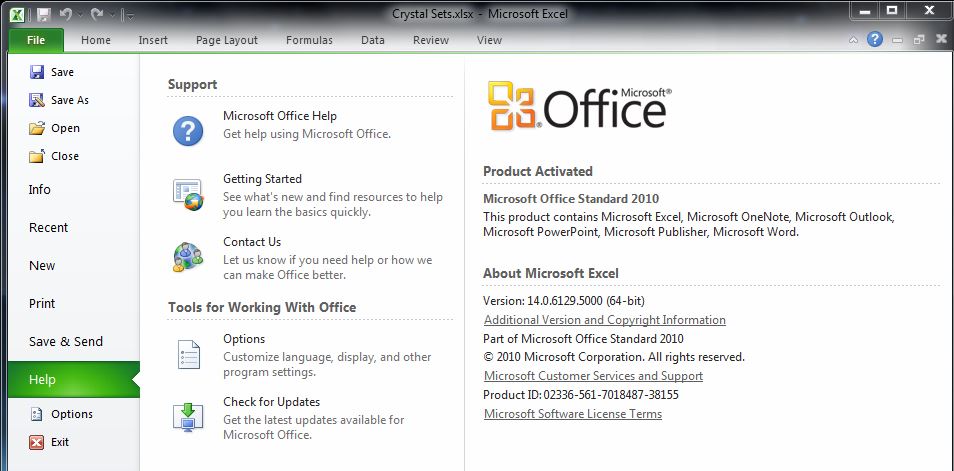 Crystal Sets.xlsx - Microsoft Excel
File Home Insert Page Layout Formulas Data Review View
Save
Save As
Open
Close
Info
Recent
New
Print
Save & Send
Help
Options
Exit
Support
Microsoft Office Help
Get help using Microsoft Office.
Getting Started
See what's new and find resources to help
you learn the basics quickly.
Contact Us
Let us know if you need help or how we
can make Office better.
Tools for Working With Office
Options
Customize language, display, and other
program settings.
Check for Updates
Get the latest updates available for
Microsoft Office.
Microsoft®
Office
Product Activated
Microsoft Office Standard 2010
This product contains Microsoft Excel, Microsoft OneNote, Microsoft Outlook,
Microsoft PowerPoint, Microsoft Publisher, Microsoft Word.
About Microsoft Excel
Version: 14.0.6129.5000 (64-bit)
Additional Version and Copyright Information
Part of Microsoft Office Standard 2010
© 2010 Microsoft Corporation. All rights reserved.
Microsoft Customer Services and Support
Product ID: 02336-561-7018487-38155
Microsoft Software License Terms